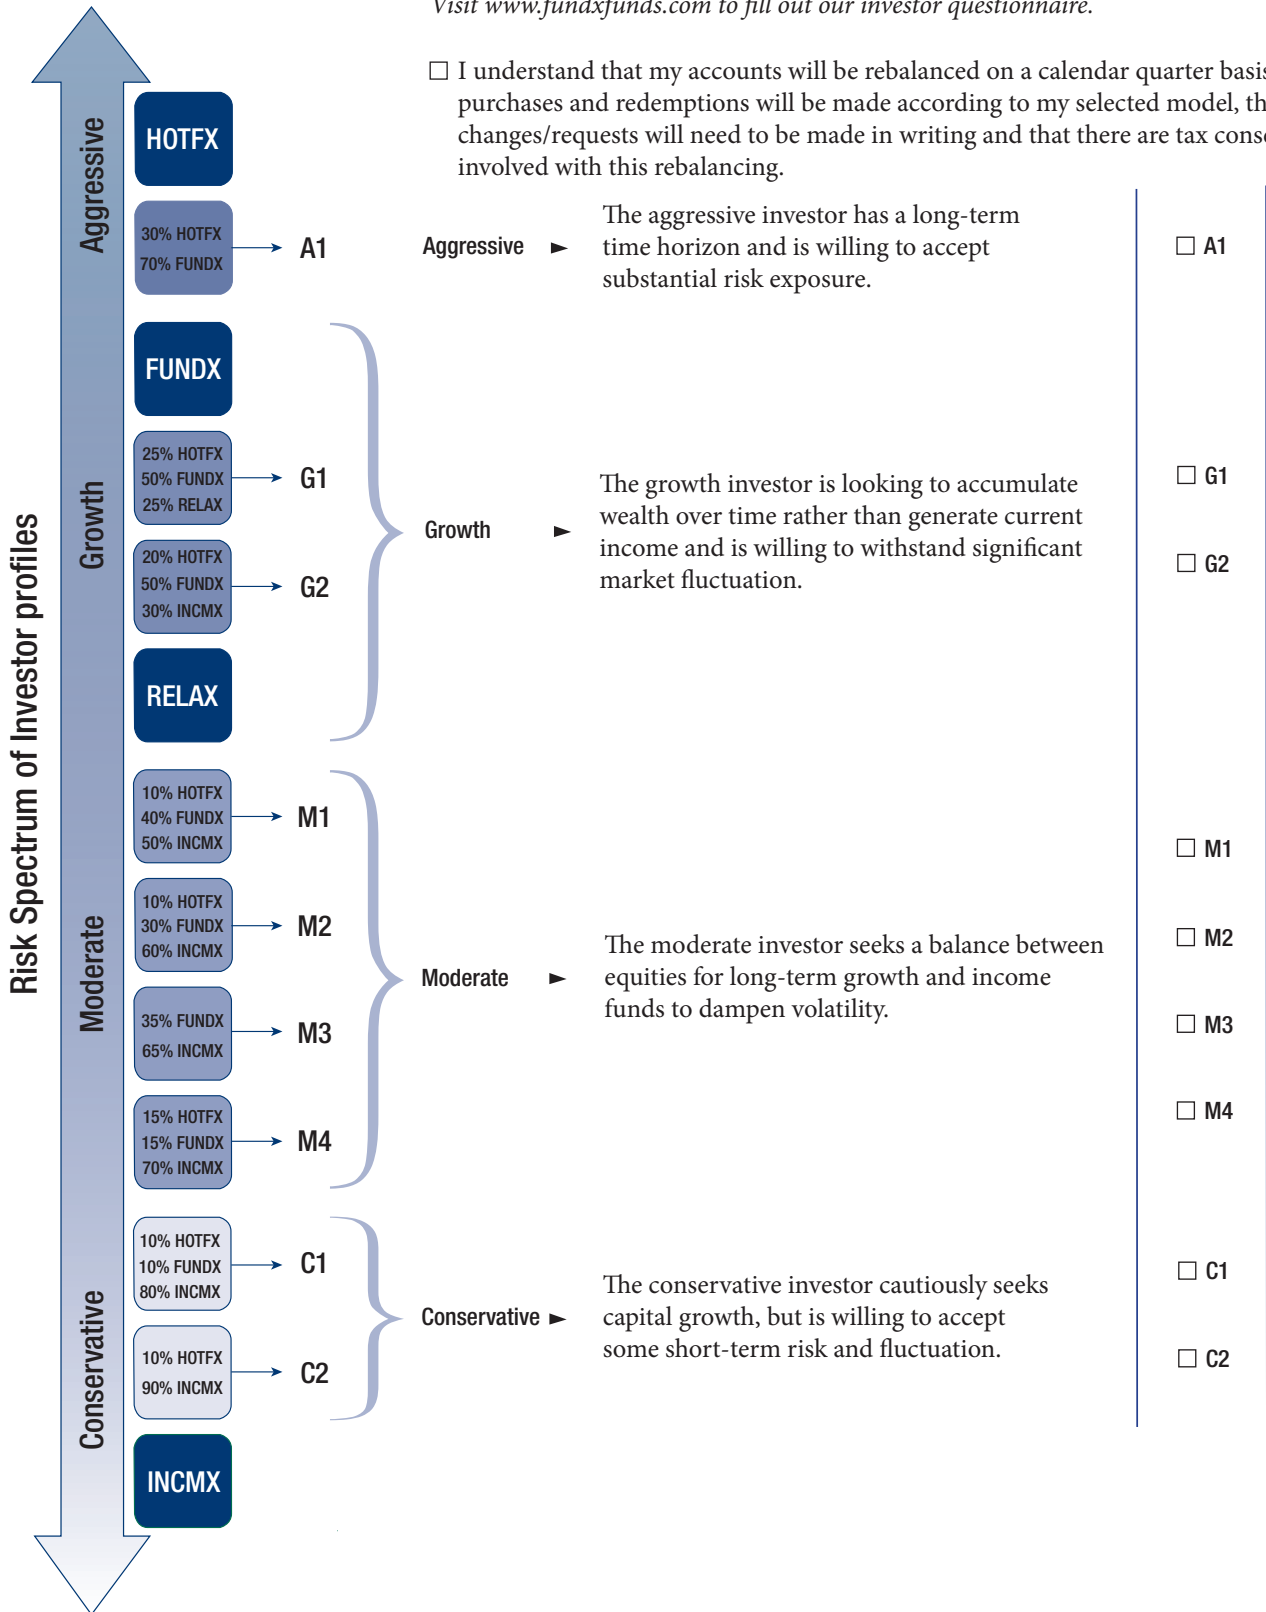 Visit www.fundxfunds.com to fill out our investor questionnaire.
I understand that my accounts will be rebalanced on a calendar quarter basis
purchases and redemptions will be made according to my selected model, th
changes/requests will need to be made in writing and that there are tax conse
involved with this rebalancing.
Risk Spectrum of Investor profiles
Aggressive
Growth
Moderate
Conservative
HOTFX
30% HOTFX
70% FUNDX
A1
Aggressive ►
The aggressive investor has a long-term
time horizon and is willing to accept
substantial risk exposure.
A1
FUNDX
25% HOTFX
50% FUNDX
25% RELAX
G1
20% HOTFX
50% FUNDX
30% INCMX
G2
RELAX
Growth ►
The growth investor is looking to accumulate
wealth over time rather than generate current
income and is willing to withstand significant
market fluctuation.
G1
G2
10% HOTFX
40% FUNDX
50% INCMX
M1
10% HOTFX
30% FUNDX
60% INCMX
M2
35% FUNDX
65% INCMX
M3
15% HOTFX
15% FUNDX
70% INCMX
M4
Moderate ►
The moderate investor seeks a balance between
equities for long-term growth and income
funds to dampen volatility.
M1
M2
M3
M4
10% HOTFX
10% FUNDX
80% INCMX
C1
10% HOTFX
90% INCMX
C2
Conservative ►
The conservative investor cautiously seeks
capital growth, but is willing to accept
some short-term risk and fluctuation.
C1
C2
INCMX